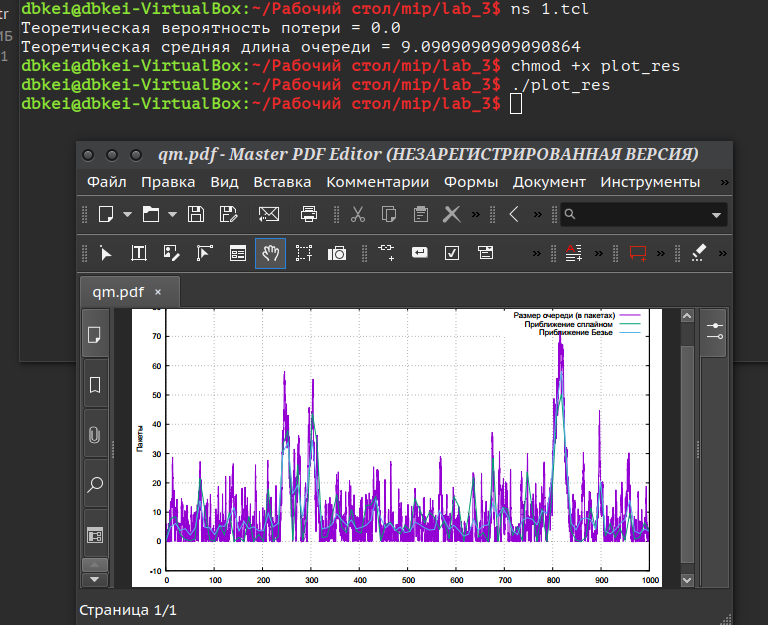 tr
ИБ
1
dbkei@dbkei-VirtualBox:~/Рабочий стол/mip/lab_3$ ns 1.tcl
Теоретическая вероятность потери = 0.0
Теоретическая средняя длина очереди = 9.0909090909090864
dbkei@dbkei-VirtualBox:~/Рабочий стол/mip/lab_3$ chmod +x plot_res
dbkei@dbkei-VirtualBox:~/Рабочий стол/mip/lab_3$ ./plot_res
dbkei@dbkei-VirtualBox:~/Рабочий стол/mip/lab_3$
qm.pdf - Master PDF Editor (НЕЗАРЕГИСТРИРОВАННАЯ ВЕРСИЯ)
Файл Правка Вид Вставка Комментарии Формы Документ Инструменты »
qm.pdf ×
Размер очереди (в пакетах)
Приближение сплайном
Приближение Безье
80
70
60
50
40
30
20
10
0
-10
Пакеты
0 100 200 300 400 500 600 700 800 900 1000
Страница 1/1